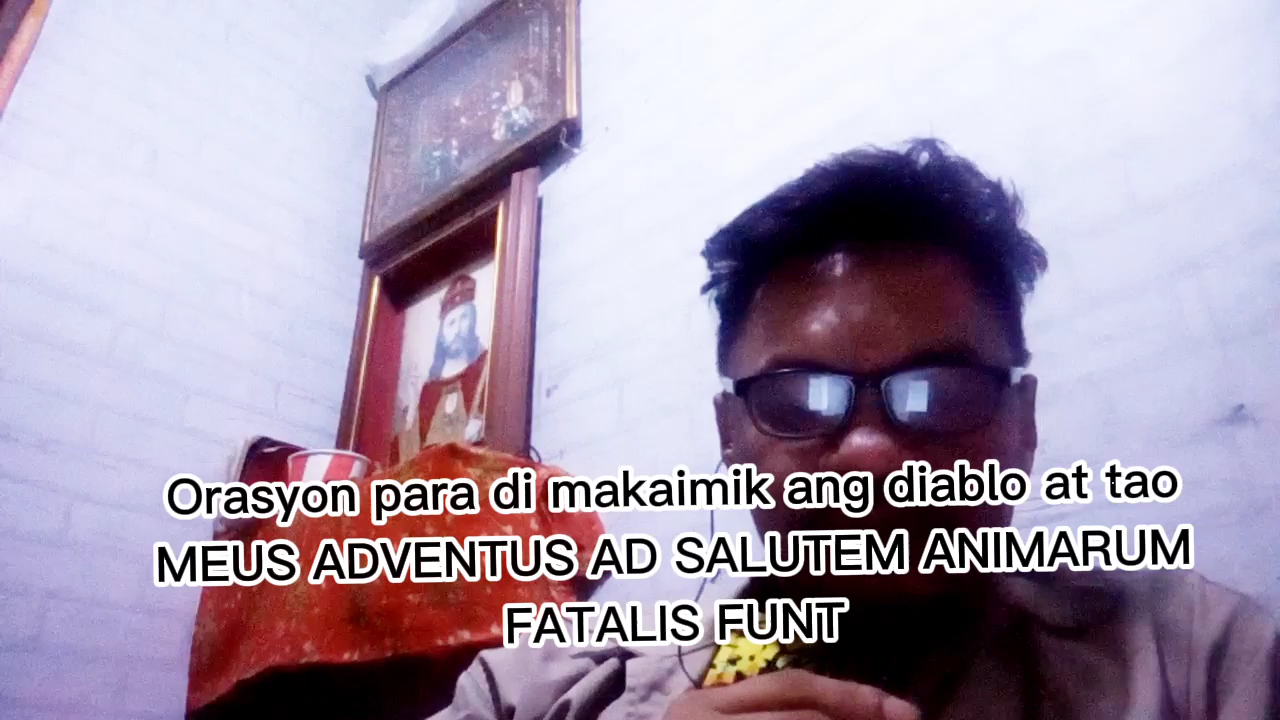 Orasyon para di makaimik ang diablo at tao
MEUS ADVENTUS AD SALUTEM ANIMARUM
FATALIS FUNT